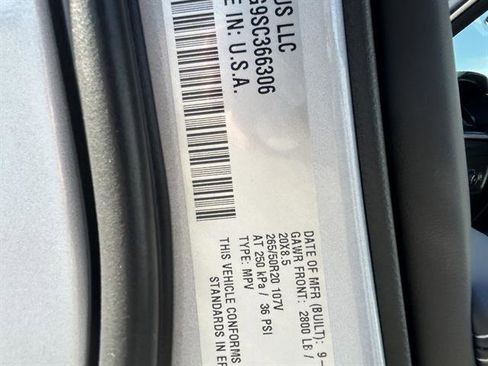 US LLC
G9SC366306
E IN: U.S.A.
DATE OF MFR (BUILT): 9-
GAWR FRONT: 2800 LB /
20X8.5
265/50R20 107V
AT 250 kPa / 36 PSI
TYPE: MPV
THIS VEHICLE CONFORMS
STANDARDS IN EF